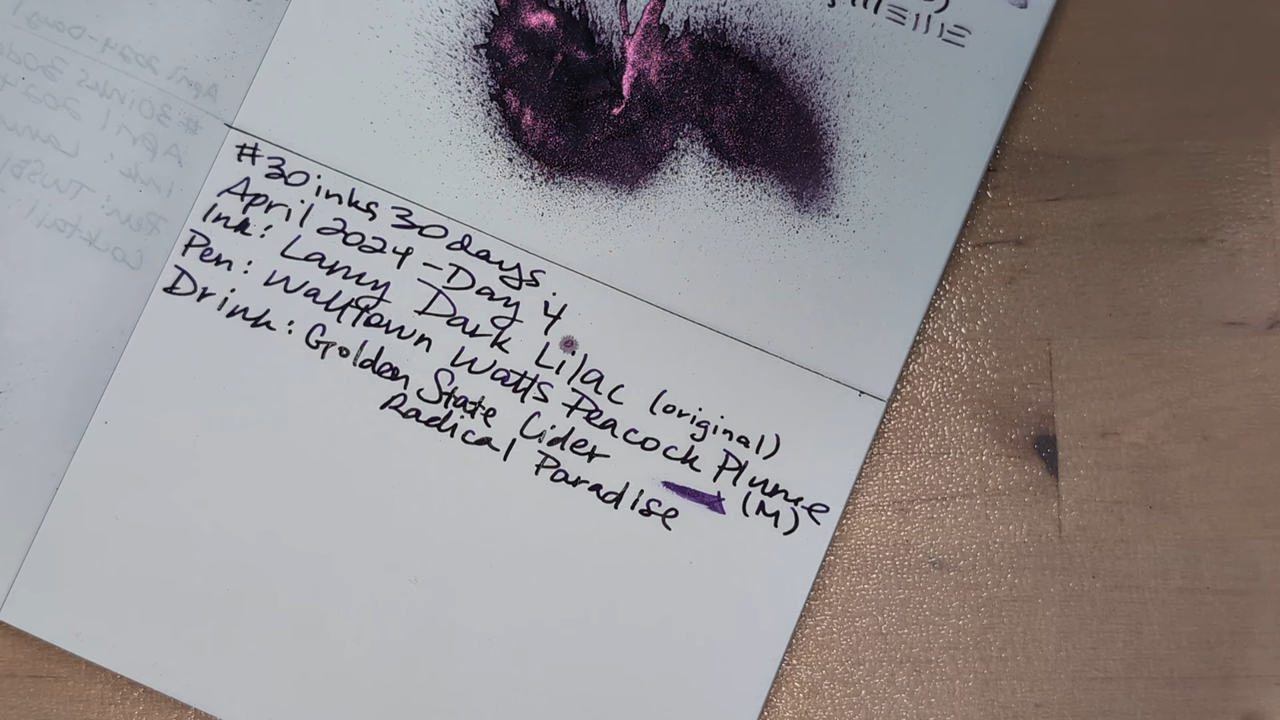 #30inks30days
April 2024 - Day 4
Ink: Lamy Dark Lilac (original)
Pen: Walltown Watts Peacock Plume (M)
Drink: Golden State Cider
Radical Paradise